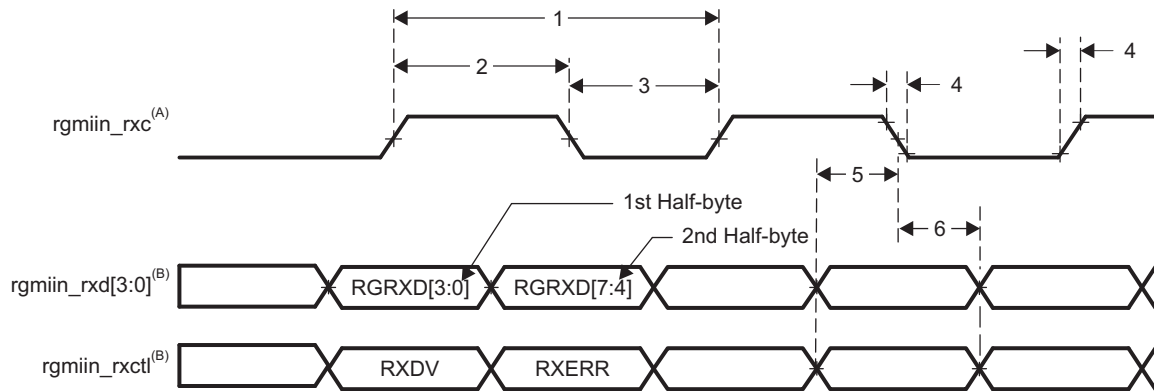 1
2
3
4
4
rgmiin_rxc(A)
5
1st Half-byte
6
2nd Half-byte
rgmiin_rxd[3:0](B)
RGRXD[3:0]
RGRXD[7:4]
rgmiin_rxctl(B)
RXDV
RXERR